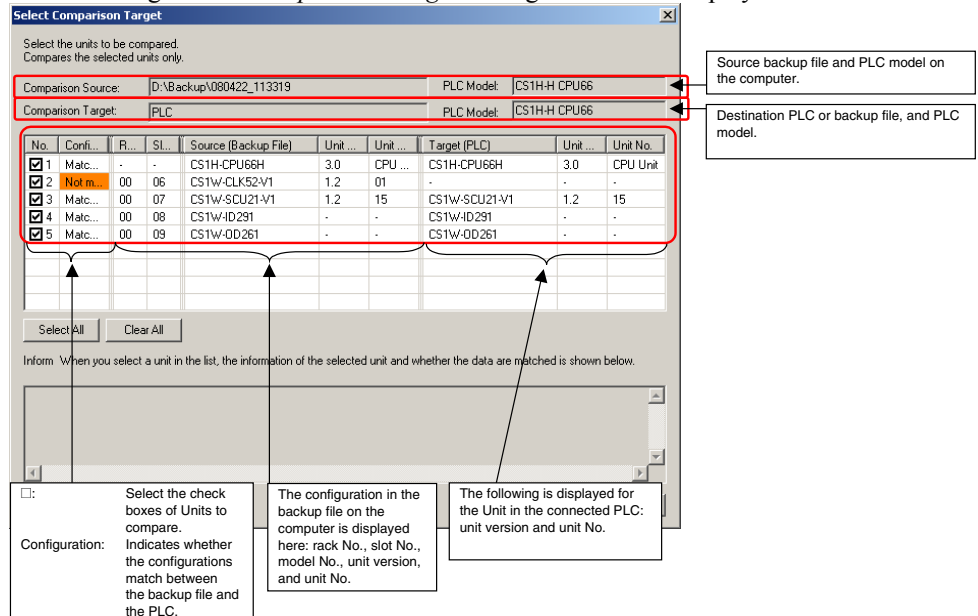 Select Comparison Target
Select the units to be compared.
Compares the selected units only.
Comparison Source: D:\Backup\080422_113319 PLC Model: CS1H-H CPU66
Comparison Target: PLC PLC Model: CS1H-H CPU66
No. Confi... R... Sl... Source (Backup File) Unit ... Unit ... Target (PLC) Unit ... Unit No.
1 Matc... - - CS1H-CPU66H 3.0 CPU ... CS1H-CPU66H 3.0 CPU Unit
2 Not m... 00 06 CS1W-CLK52-V1 1.2 01 - - -
3 Matc... 00 07 CS1W-SCU21-V1 1.2 15 CS1W-SCU21-V1 1.2 15
4 Matc... 00 08 CS1W-ID291 - - CS1W-ID291 - -
5 Matc... 00 09 CS1W-OD261 - - CS1W-OD261 - -
Select All Clear All
Inform When you select a unit in the list, the information of the selected unit and whether the data are matched is shown below.
Source backup file and PLC model on
the computer.
Destination PLC or backup file, and PLC
model.
□: Select the check
boxes of Units to
compare.
Configuration: Indicates whether
the configurations
match between
the backup file and
the PLC.
The configuration in the
backup file on the
computer is displayed
here: rack No., slot No.,
model No., unit version,
and unit No.
The following is displayed for
the Unit in the connected PLC:
unit version and unit No.